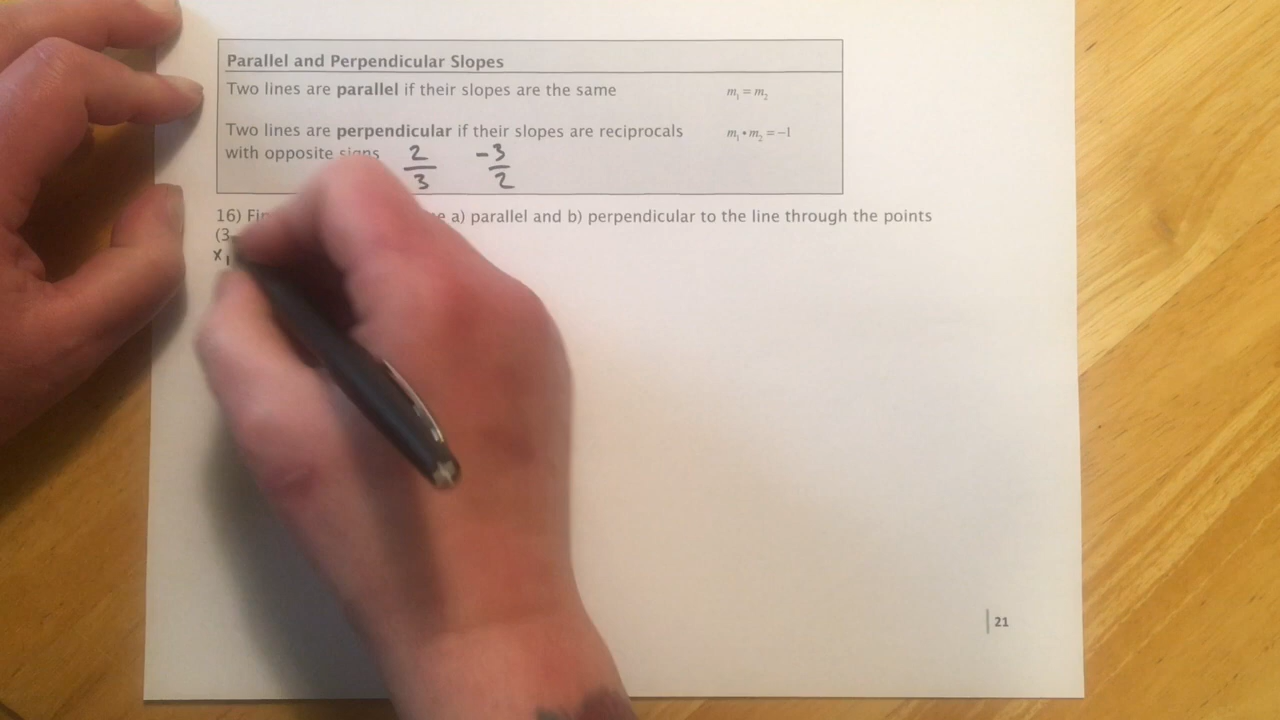 Parallel and Perpendicular Slopes
Two lines are parallel if their slopes are the same m₁ = m₂
Two lines are perpendicular if their slopes are reciprocals m₁ • m₂ = -1
with opposite signs 2/3 -3/2
16) a) parallel and b) perpendicular to the line through the points
(3
x₁
21